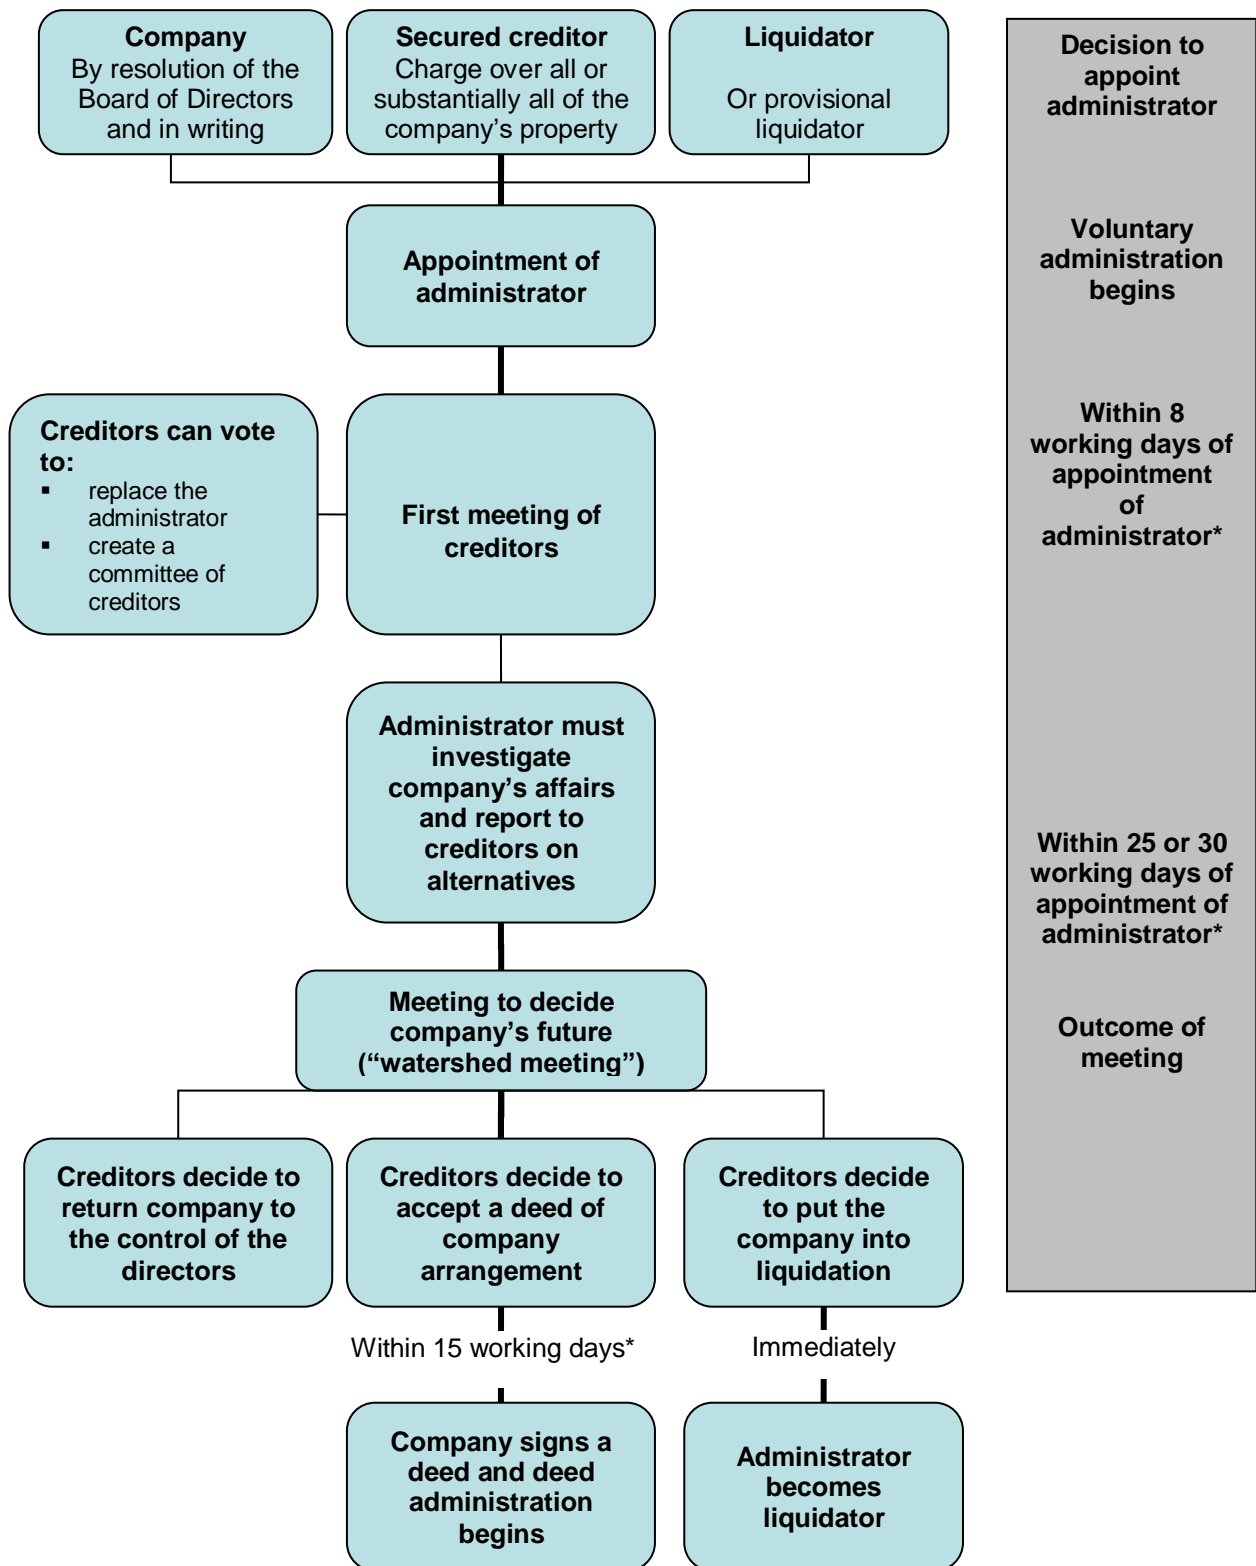 Company
By resolution of the
Board of Directors
and in writing
Secured creditor
Charge over all or
substantially all of the
company’s property
Liquidator
Or provisional
liquidator
Decision to
appoint
administrator
Appointment of
administrator
Voluntary
administration
begins
Creditors can vote
to:
▪ replace the
administrator
▪ create a
committee of
creditors
First meeting of
creditors
Within 8
working days of
appointment
of
administrator*
Administrator must
investigate
company’s affairs
and report to
creditors on
alternatives
Within 25 or 30
working days of
appointment of
administrator*
Meeting to decide
company’s future
(“watershed meeting”)
Outcome of
meeting
Creditors decide to
return company to
the control of the
directors
Creditors decide to
accept a deed of
company
arrangement
Creditors decide
to put the
company into
liquidation
Within 15 working days*
Immediately
Company signs a
deed and deed
administration
begins
Administrator
becomes
liquidator